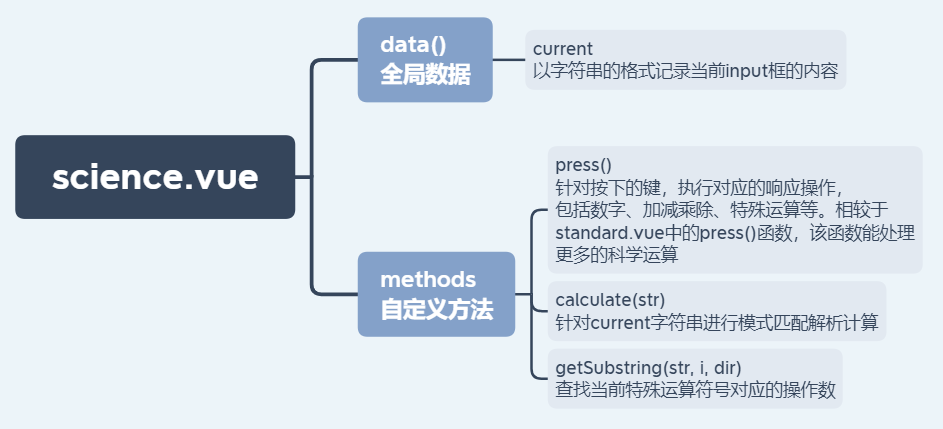 science.vue
data()
全局数据
current
以字符串的格式记录当前input框的内容
methods
自定义方法
press()
针对按下的键，执行对应的响应操作，
包括数字、加减乘除、特殊运算等。相较于
standard.vue中的press()函数，该函数能处理
更多的科学运算
calculate(str)
针对current字符串进行模式匹配解析计算
getSubstring(str, i, dir)
查找当前特殊运算符号对应的操作数